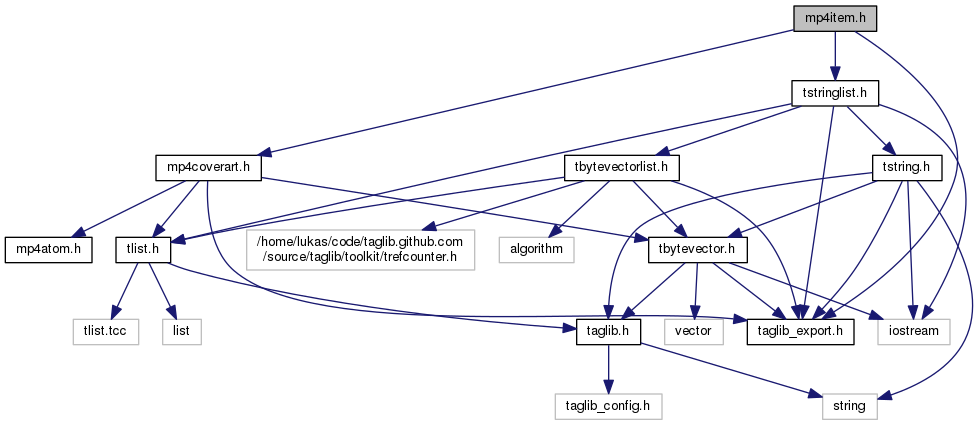 mp4item.h
tstringlist.h
mp4coverart.h
tbytevectorlist.h
tstring.h
mp4atom.h
tlist.h
/home/lukas/code/taglib.github.com
/source/taglib/toolkit/trefcounter.h
algorithm
tbytevector.h
tlist.tcc
list
taglib.h
vector
taglib_export.h
iostream
taglib_config.h
string